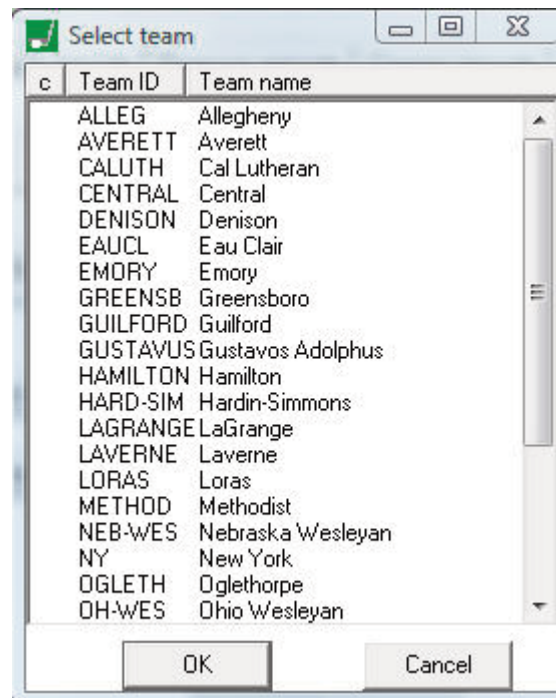 Select team
c Team ID Team name
ALLEG Allegheny
AVERETT Averett
CALUTH Cal Lutheran
CENTRAL Central
DENISON Denison
EAUCL Eau Clair
EMORY Emory
GREENSB Greensboro
GUILFORD Guilford
GUSTAVUS Gustavos Adolphus
HAMILTON Hamilton
HARD-SIM Hardin-Simmons
LAGRANGE LaGrange
LAVERNE Laverne
LORAS Loras
METHOD Methodist
NEB-WES Nebraska Wesleyan
NY New York
OGLETH Oglethorpe
OH-WES Ohio Wesleyan
OK Cancel